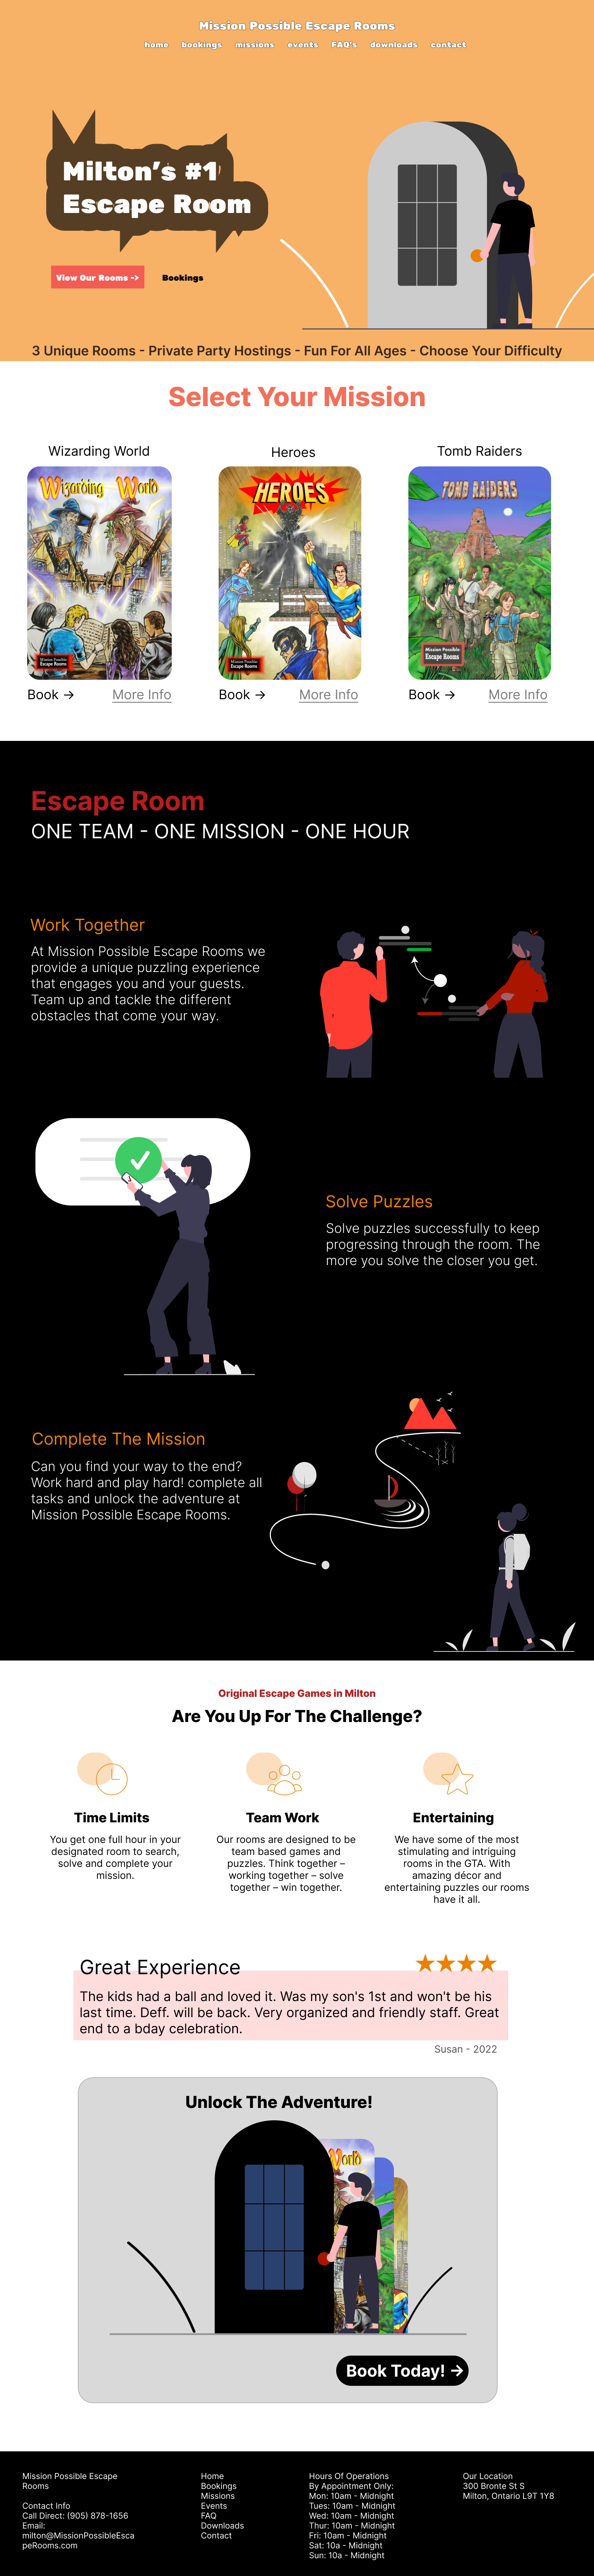 Mission Possible Escape Rooms
home bookings missions events FAQ's downloads contact
Milton's #1
Escape Room
View Our Rooms ->
Bookings
3 Unique Rooms - Private Party Hostings - Fun For All Ages - Choose Your Difficulty
Select Your Mission
Wizarding World
Heroes
Tomb Raiders
Wizarding World
HEROES
TOMB RAIDERS
Mission Possible
Escape Rooms
Mission Possible
Escape Rooms
Mission Possible
Escape Rooms
Book →
More Info
Book →
More Info
Book →
More Info
Escape Room
ONE TEAM - ONE MISSION - ONE HOUR
Work Together
At Mission Possible Escape Rooms we
provide a unique puzzling experience
that engages you and your guests.
Team up and tackle the different
obstacles that come your way.
Solve Puzzles
Solve puzzles successfully to keep
progressing through the room. The
more you solve the closer you get.
Complete The Mission
Can you find your way to the end?
Work hard and play hard! complete all
tasks and unlock the adventure at
Mission Possible Escape Rooms.
Original Escape Games in Milton
Are You Up For The Challenge?
Time Limits
You get one full hour in your
designated room to search,
solve and complete your
mission.
Team Work
Our rooms are designed to be
team based games and
puzzles. Think together –
working together – solve
together – win together.
Entertaining
We have some of the most
stimulating and intriguing
rooms in the GTA. With
amazing décor and
entertaining puzzles our rooms
have it all.
Great Experience
The kids had a ball and loved it. Was my son's 1st and won't be his
last time. Deff. will be back. Very organized and friendly staff. Great
end to a bday celebration.
Susan - 2022
Unlock The Adventure!
World
Book Today! →
Mission Possible Escape
Rooms
Contact Info
Call Direct: (905) 878-1656
Email:
milton@MissionPossibleEsca
peRooms.com
Home
Bookings
Missions
Events
FAQ
Downloads
Contact
Hours Of Operations
By Appointment Only:
Mon: 10am - Midnight
Tues: 10am - Midnight
Wed: 10am - Midnight
Thur: 10am - Midnight
Fri: 10am - Midnight
Sat: 10a - Midnight
Sun: 10a - Midnight
Our Location
300 Bronte St S
Milton, Ontario L9T 1Y8